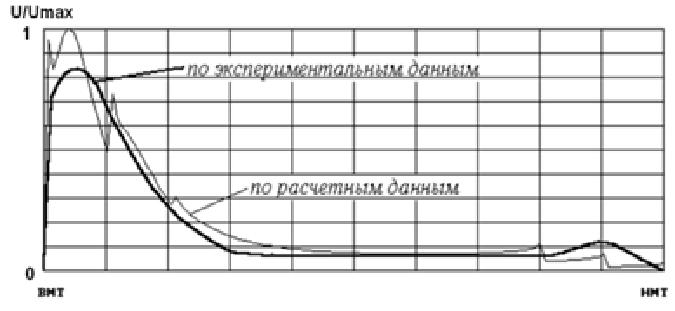 U/Umax
1
по экспериментальным данным
по расчетным данным
0
ВМТ НМТ